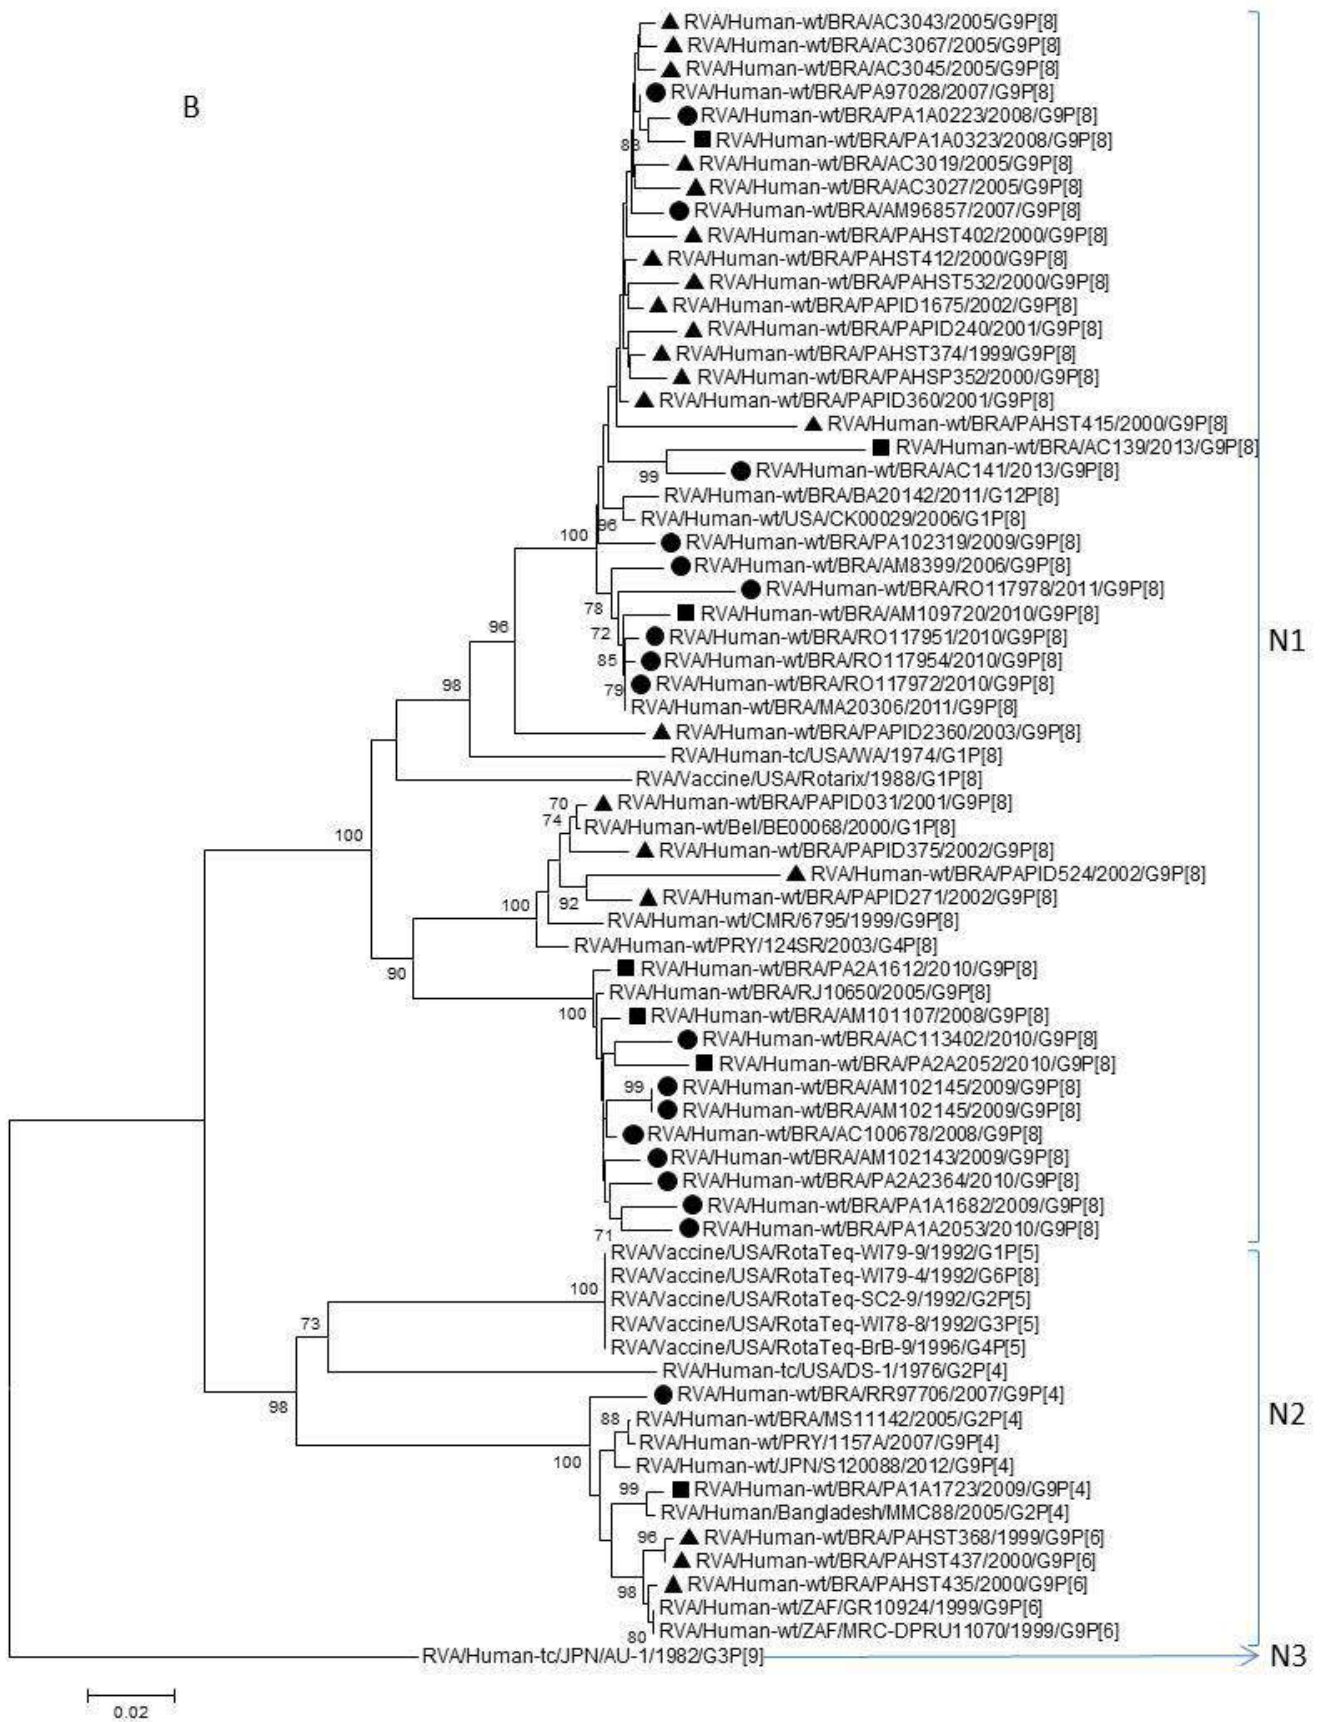 RVA/Human-wt/BRA/AC3043/2005/G9P[8]
RVA/Human-wt/BRA/AC3067/2005/G9P[8]
RVA/Human-wt/BRA/AC3045/2005/G9P[8]
B
RVA/Human-wt/BRA/PA97028/2007/G9P[8]
RVA/Human-wt/BRA/PA1A0223/2008/G9P[8]
RVA/Human-wt/BRA/PA1A0323/2008/G9P[8]
88
RVA/Human-wt/BRA/AC3019/2005/G9P[8]
RVA/Human-wt/BRA/AC3027/2005/G9P[8]
RVA/Human-wt/BRA/AM96857/2007/G9P[8]
RVA/Human-wt/BRA/PAHST402/2000/G9P[8]
RVA/Human-wt/BRA/PAHST412/2000/G9P[8]
RVA/Human-wt/BRA/PAHST532/2000/G9P[8]
RVA/Human-wt/BRA/PAPID1675/2002/G9P[8]
RVA/Human-wt/BRA/PAPID240/2001/G9P[8]
RVA/Human-wt/BRA/PAHST374/1999/G9P[8]
RVA/Human-wt/BRA/PAHSP352/2000/G9P[8]
RVA/Human-wt/BRA/PAPID360/2001/G9P[8]
RVA/Human-wt/BRA/PAHST415/2000/G9P[8]
RVA/Human-wt/BRA/AC139/2013/G9P[8]
99
RVA/Human-wt/BRA/AC141/2013/G9P[8]
RVA/Human-wt/BRA/BA20142/2011/G12P[8]
RVA/Human-wt/USA/CK00029/2006/G1P[8]
96
100
RVA/Human-wt/BRA/PA102319/2009/G9P[8]
RVA/Human-wt/BRA/AM8399/2006/G9P[8]
RVA/Human-wt/BRA/RO117978/2011/G9P[8]
78
RVA/Human-wt/BRA/AM109720/2010/G9P[8]
72
RVA/Human-wt/BRA/RO117951/2010/G9P[8]
96
N1
85
RVA/Human-wt/BRA/RO117954/2010/G9P[8]
98
79
RVA/Human-wt/BRA/RO117972/2010/G9P[8]
RVA/Human-wt/BRA/MA20306/2011/G9P[8]
RVA/Human-wt/BRA/PAPID2360/2003/G9P[8]
RVA/Human-tc/USA/WA/1974/G1P[8]
RVA/Vaccine/USA/Rotarix/1988/G1P[8]
70
RVA/Human-wt/BRA/PAPID031/2001/G9P[8]
74
RVA/Human-wt/Bel/BE00068/2000/G1P[8]
100
RVA/Human-wt/BRA/PAPID375/2002/G9P[8]
RVA/Human-wt/BRA/PAPID524/2002/G9P[8]
92
RVA/Human-wt/BRA/PAPID271/2002/G9P[8]
100
RVA/Human-wt/CMR/6795/1999/G9P[8]
RVA/Human-wt/PRY/124SR/2003/G4P[8]
90
RVA/Human-wt/BRA/PA2A1612/2010/G9P[8]
RVA/Human-wt/BRA/RJ10650/2005/G9P[8]
100
RVA/Human-wt/BRA/AM101107/2008/G9P[8]
RVA/Human-wt/BRA/AC113402/2010/G9P[8]
RVA/Human-wt/BRA/PA2A2052/2010/G9P[8]
99
RVA/Human-wt/BRA/AM102145/2009/G9P[8]
RVA/Human-wt/BRA/AM102145/2009/G9P[8]
RVA/Human-wt/BRA/AC100678/2008/G9P[8]
RVA/Human-wt/BRA/AM102143/2009/G9P[8]
RVA/Human-wt/BRA/PA2A2364/2010/G9P[8]
RVA/Human-wt/BRA/PA1A1682/2009/G9P[8]
71
RVA/Human-wt/BRA/PA1A2053/2010/G9P[8]
RVA/Vaccine/USA/RotaTeq-WI79-9/1992/G1P[5]
RVA/Vaccine/USA/RotaTeq-WI79-4/1992/G6P[8]
100
RVA/Vaccine/USA/RotaTeq-SC2-9/1992/G2P[5]
RVA/Vaccine/USA/RotaTeq-WI78-8/1992/G3P[5]
73
RVA/Vaccine/USA/RotaTeq-BrB-9/1996/G4P[5]
RVA/Human-tc/USA/DS-1/1976/G2P[4]
RVA/Human-wt/BRA/RR97706/2007/G9P[4]
98
88
RVA/Human-wt/BRA/MS11142/2005/G2P[4]
N2
RVA/Human-wt/PRY/1157A/2007/G9P[4]
100
RVA/Human-wt/JPN/S120088/2012/G9P[4]
99
RVA/Human-wt/BRA/PA1A1723/2009/G9P[4]
RVA/Human/Bangladesh/MMC88/2005/G2P[4]
96
RVA/Human-wt/BRA/PAHST368/1999/G9P[6]
RVA/Human-wt/BRA/PAHST437/2000/G9P[6]
98
RVA/Human-wt/BRA/PAHST435/2000/G9P[6]
RVA/Human-wt/ZAF/GR10924/1999/G9P[6]
80
RVA/Human-wt/ZAF/MRC-DPRU11070/1999/G9P[6]
RVA/Human-tc/JPN/AU-1/1982/G3P[9]
N3
0.02